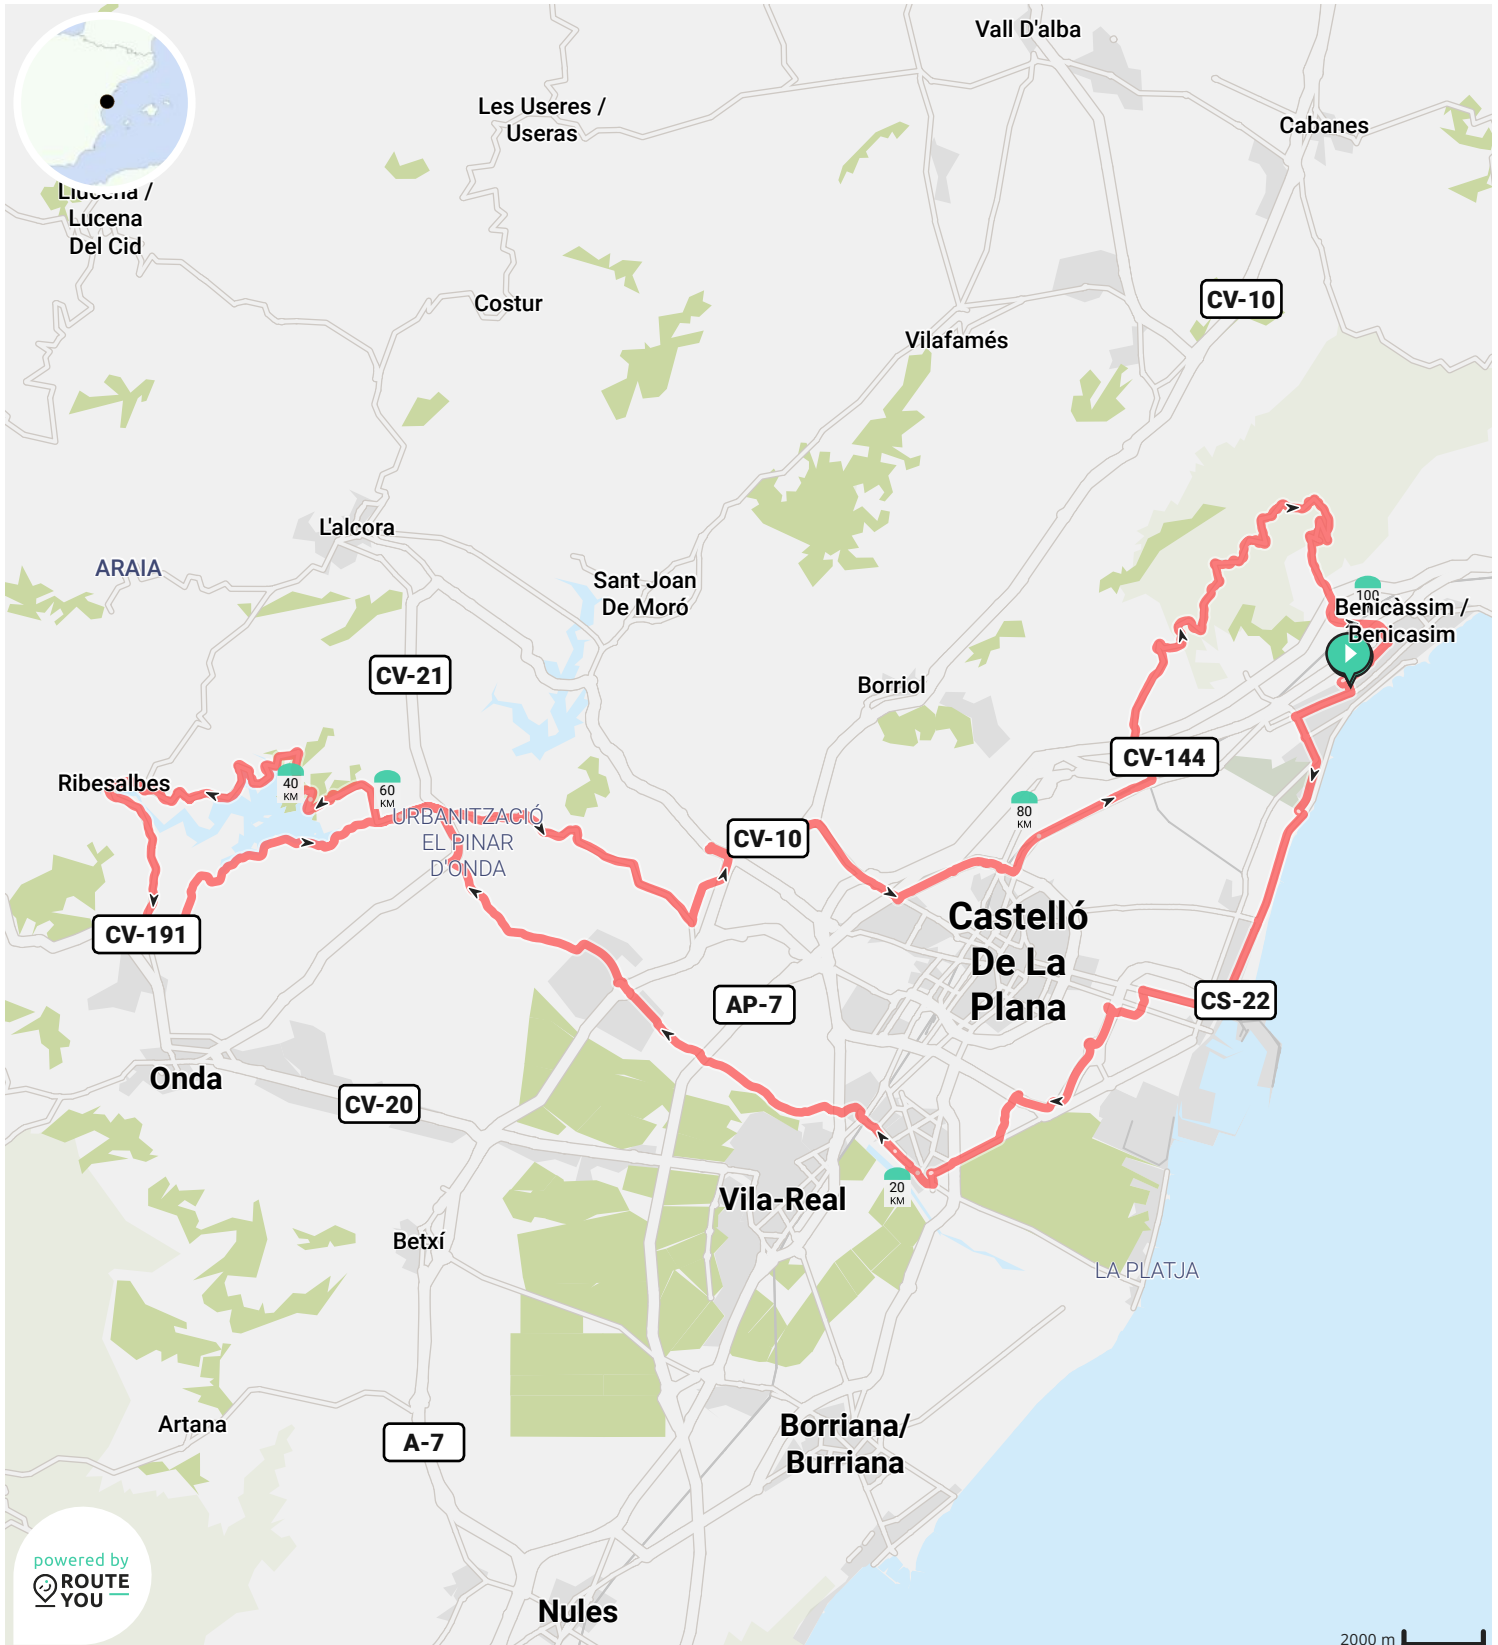 Vall D'alba
Les Useres /
Useras
Cabanes
Llucena /
Lucena
Del Cid
CV-10
Costur
Vilafamés
L'alcora
ARAIA
Sant Joan
De Moró
100
Benicàssim /
Benicasim
CV-21
Borriol
CV-144
Ribesalbes
40
KM
60
KM
80
KM
URBANITZACIÓ
EL PINAR
D'ONDA
CV-10
Castelló
De La
Plana
CV-191
AP-7
CS-22
Onda
CV-20
20
KM
Vila-Real
Betxí
LA PLATJA
Artana
A-7
Borriana/
Burriana
powered by
ROUTE
YOU
Nules
2000 m